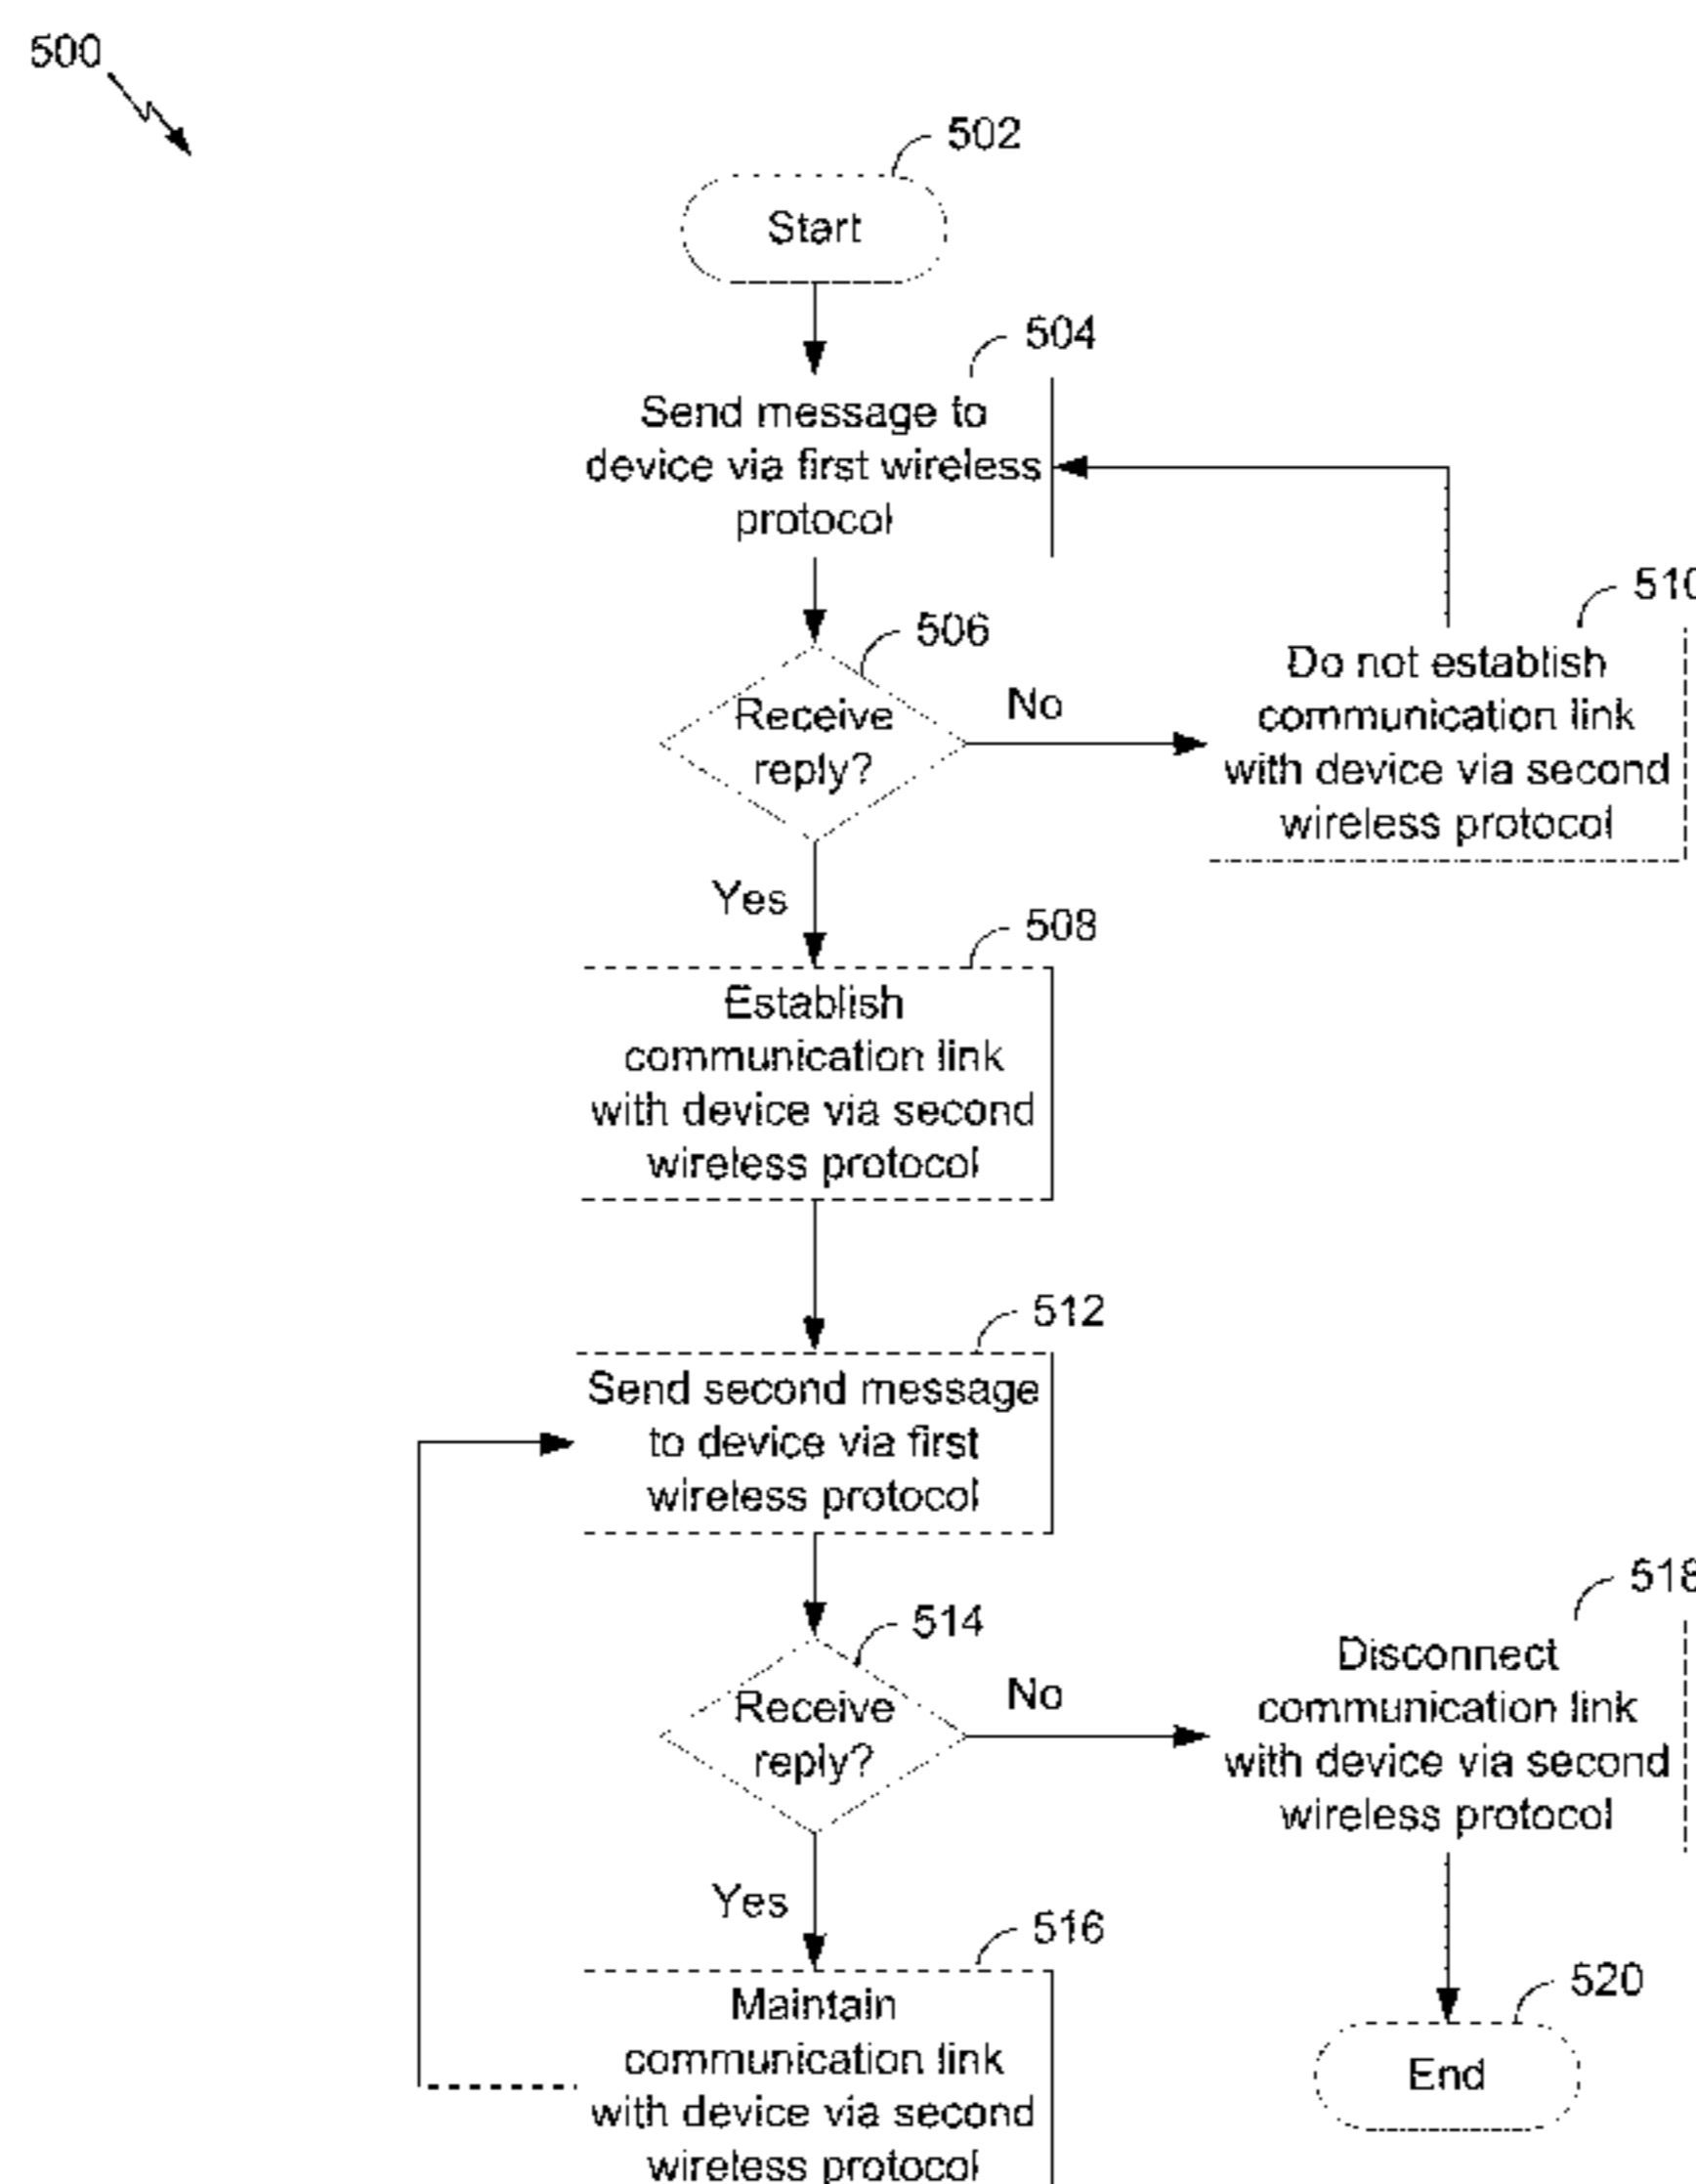 500
502
Start
504
Send message to
device via first wireless
protocol
506
Receive
reply?
No
510
Do not establish
communication link
with device via second
wireless protocol
Yes
508
Establish
communication link
with device via second
wireless protocol
512
Send second message
to device via first
wireless protocol
514
Receive
reply?
No
518
Disconnect
communication link
with device via second
wireless protocol
Yes
516
Maintain
communication link
with device via second
wireless protocol
520
End